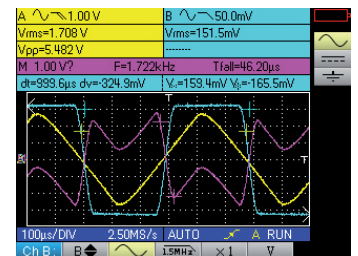 A 1.00 V B 50.0mV
Vrms=1.708 V Vrms=151.5mV
Vpp=5.482 V --------
M 1.00 V? F=1.722kHz Tfall=46.20µs
dt=999.6µs dv=-324.9mV =159.4mV =-165.5mV
T
100µs/DIV 2.50MS/s AUTO A RUN
Ch B: B 1.5MHz ×1 V